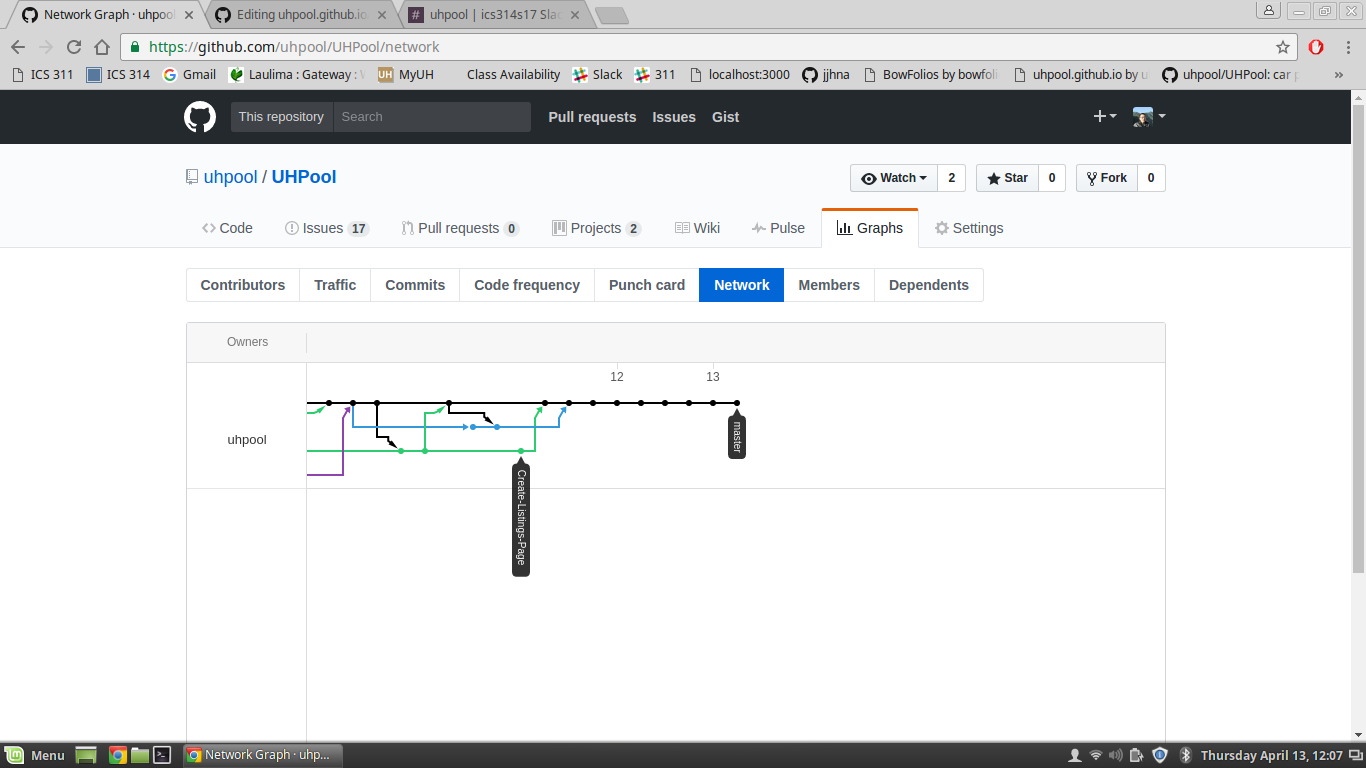 Network Graph · uhpool
Editing uhpool.github.io
# uhpool | ics314s17 Slac
https://github.com/uhpool/UHPool/network
ICS 311 ICS 314 Gmail Laulima : Gateway : MyUH Class Availability Slack 311 localhost:3000 jjhna BowFolios by bowfoli uhpool.github.io by u uhpool/UHPool: car p »
This repository Search Pull requests Issues Gist
uhpool / UHPool
Watch 2 Star 0 Fork 0
Code Issues 17 Pull requests 0 Projects 2 Wiki Pulse Graphs Settings
Contributors Traffic Commits Code frequency Punch card Network Members Dependents
Owners
12 13
uhpool
master
Create-Listings-Page
Menu Network Graph · uhp... Thursday April 13, 12:07